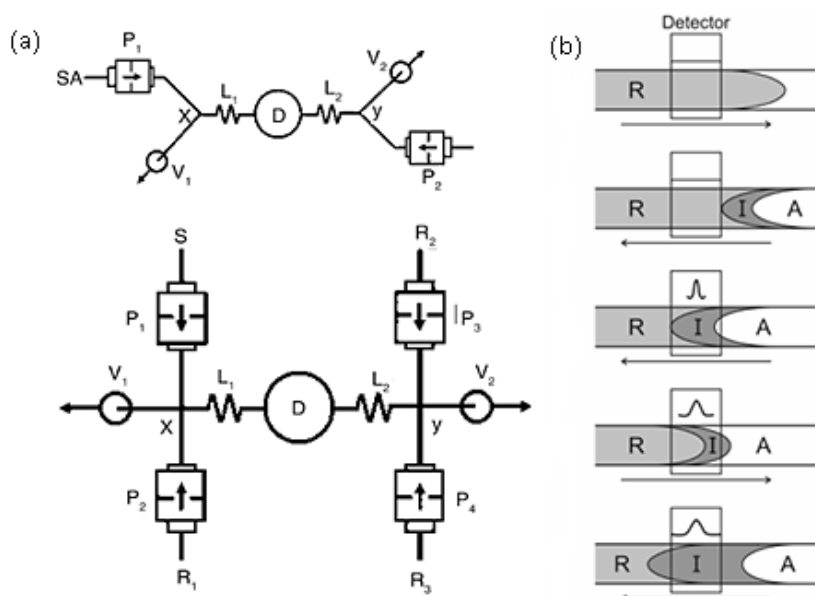 (a)
P1
SA
X
L1
D
L2
y
V2
V1
P2
S
R2
P1
P3
V1
L1
D
L2
V2
X
y
P2
P4
R1
R3
(b)
Detector
R
R
I
A
R
I
A
R
I
A
R
I
A